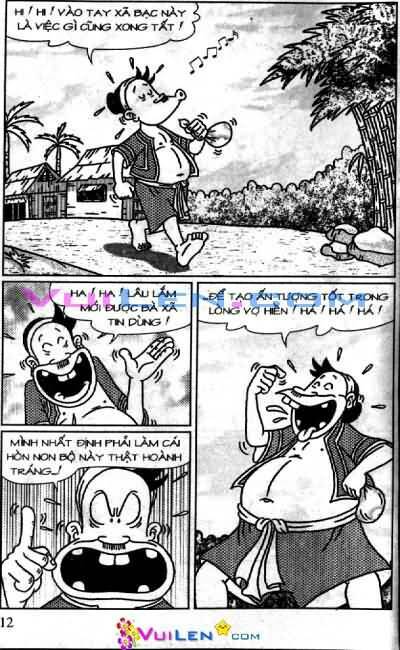 HI! HI! VÀO TAY XÃ BẠC NÀY
LÀ VIỆC GÌ CŨNG XONG TẤT!
HA! HA! LÂU LẮM
MỚI ĐƯỢC BÀ XÃ
TIN DÙNG!
ĐỂ TẠO ẤN TƯỢNG TỐT TRONG
LÒNG VỢ HIỀN! HÁ! HÁ! HÁ!
VUILEN.COM
MÌNH NHẤT ĐỊNH PHẢI LÀM CÁI
HÒN NON BỘ NÀY THẬT HOÀNH
TRÁNG...!
12
VUILEN COM